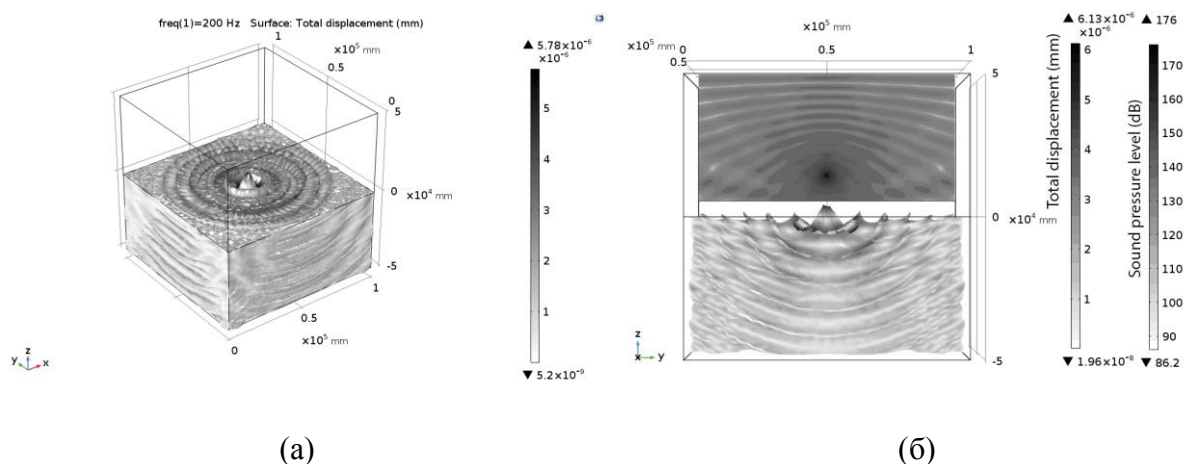 freq(1)=200 Hz Surface: Total displacement (mm)
1
×10⁵ mm
0.5
0
5
0
×10⁴ mm
-5
1
0.5
×10⁵ mm
0
y z x
▲ 5.78×10⁻⁶
×10⁻⁶
5
4
3
2
1
▼ 5.2×10⁻⁹
(а)
×10⁵ mm
×10⁵ mm 0 0.5 1
0.5
5
0 ×10⁴ mm
-5
z
x y
▲ 6.13×10⁻⁶
×10⁻⁶
6
5
4
3
2
1
▼ 1.96×10⁻⁸
Total displacement (mm)
▲ 176
170
160
150
140
130
120
110
100
90
▼ 86.2
Sound pressure level (dB)
(б)